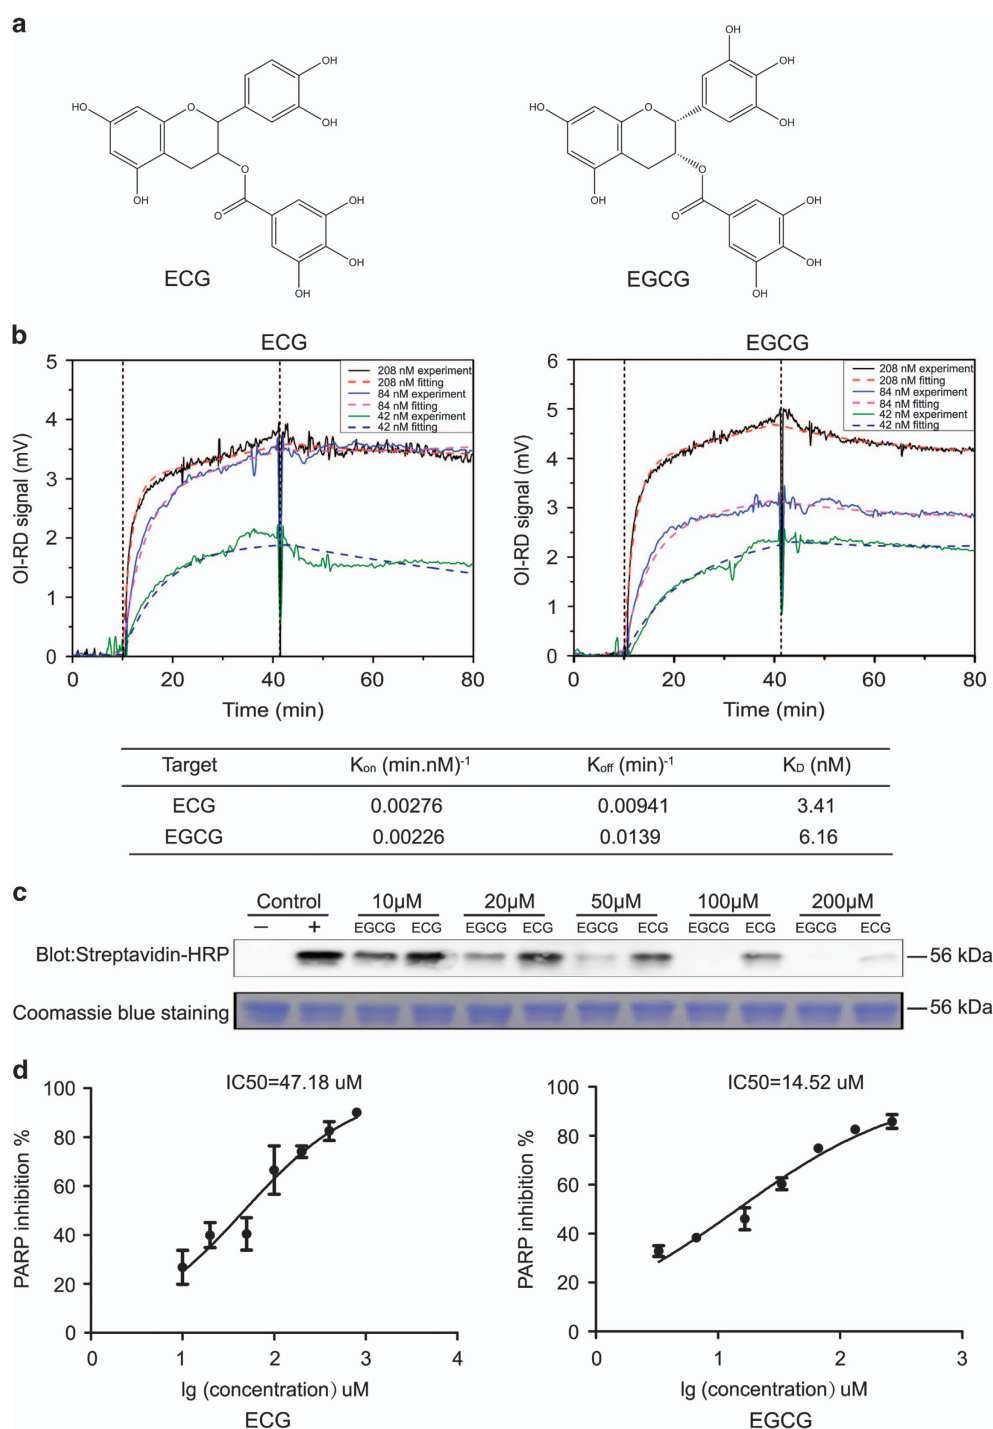 a
OH
OH
HO
O
OH
O
O
OH
OH
OH
ECG
OH
OH
OH
HO
O
OH
O
O
OH
OH
OH
EGCG
b
ECG
5
4
3
2
1
0
OI-RD signal (mV)
208 nM experiment
208 nM fitting
84 nM experiment
84 nM fitting
42 nM experiment
42 nM fitting
0 20 40 60 80
Time (min)
EGCG
6
5
4
3
2
1
0
OI-RD signal (mV)
208 nM experiment
208 nM fitting
84 nM experiment
84 nM fitting
42 nM experiment
42 nM fitting
0 20 40 60 80
Time (min)
Target Kon (min.nM)-1 Koff (min)-1 KD (nM)
ECG 0.00276 0.00941 3.41
EGCG 0.00226 0.0139 6.16
c
Control 10μM 20μM 50μM 100μM 200μM
− + EGCG ECG EGCG ECG EGCG ECG EGCG ECG EGCG ECG
Blot:Streptavidin-HRP 56 kDa
Coomassie blue staining 56 kDa
d
IC50=47.18 uM
100
80
60
40
20
0
PARP inhibition %
0 1 2 3 4
lg (concentration) uM
ECG
IC50=14.52 uM
100
80
60
40
20
0
PARP inhibition %
0 1 2 3
lg (concentration) uM
EGCG